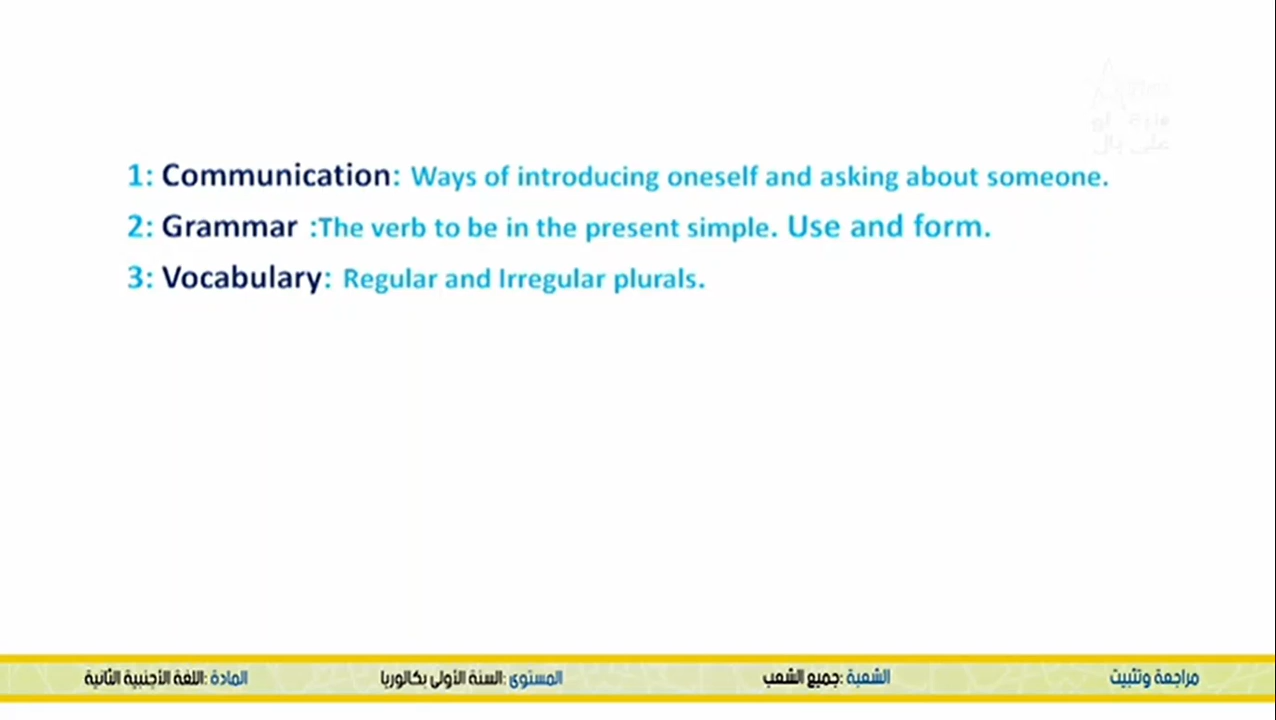 1: Communication: Ways of introducing oneself and asking about someone.
2: Grammar :The verb to be in the present simple. Use and form.
3: Vocabulary: Regular and Irregular plurals.
مراجعة وتثبيت
الشعبة :جميع الشعب
المستوى :السنة الأولى بكالوريا
المادة :اللغة الأجنبية الثانية